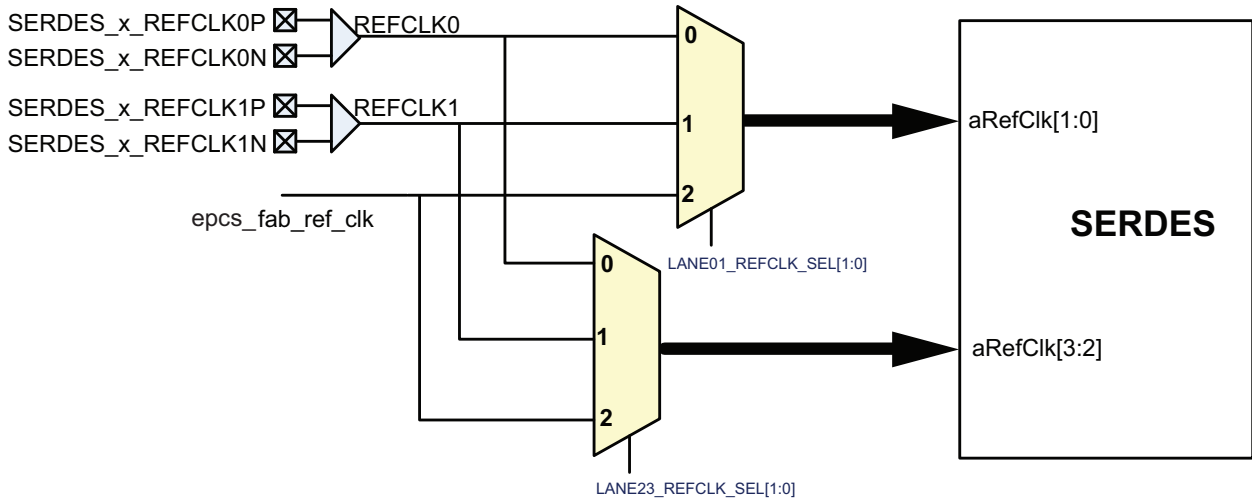 SERDES_x_REFCLK0P
REFCLK0
SERDES_x_REFCLK0N
0
SERDES_x_REFCLK1P
REFCLK1
SERDES_x_REFCLK1N
1
aRefClk[1:0]
2
epcs_fab_ref_clk
SERDES
LANE01_REFCLK_SEL[1:0]
0
1
aRefClk[3:2]
2
LANE23_REFCLK_SEL[1:0]